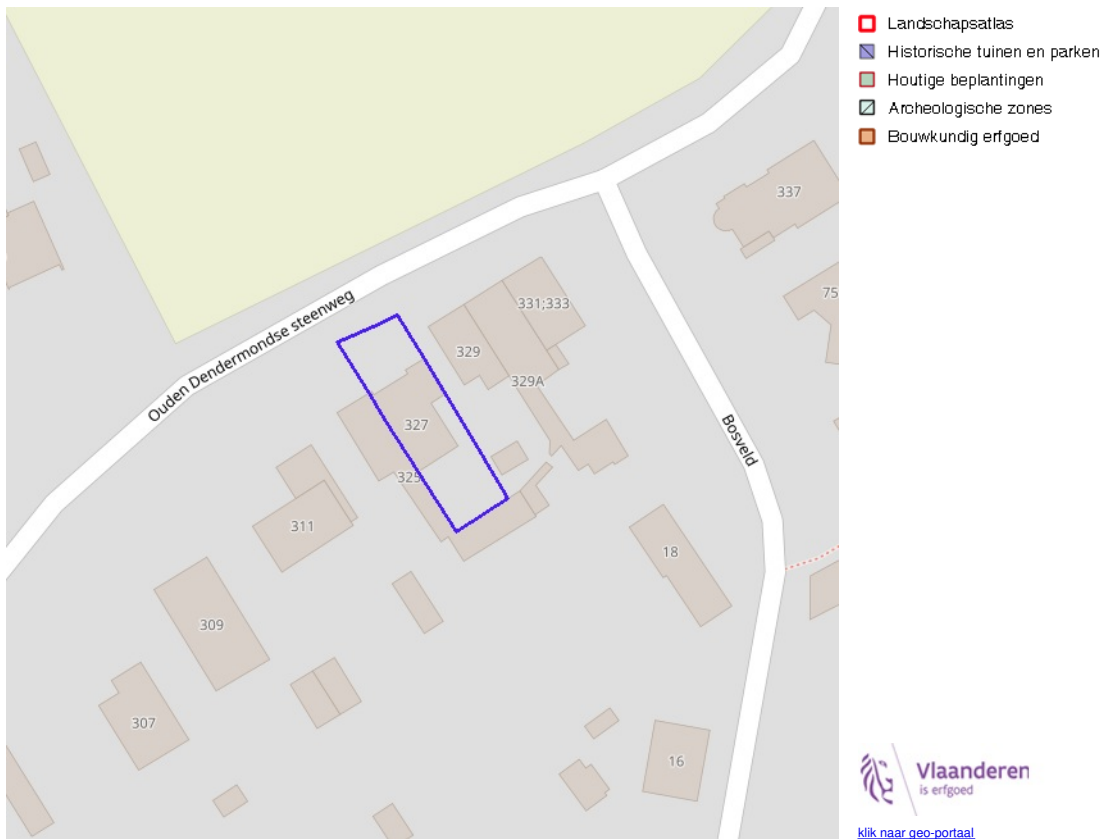 Landschapsatlas
Historische tuinen en parken
Houtige beplantingen
Archeologische zones
Bouwkundig erfgoed
337
75
331;333
Ouden Dendermondse steenweg
329
329A
327
Bosveld
325
311
18
309
307
16
Vlaanderen
is erfgoed
klik naar geo-portaal